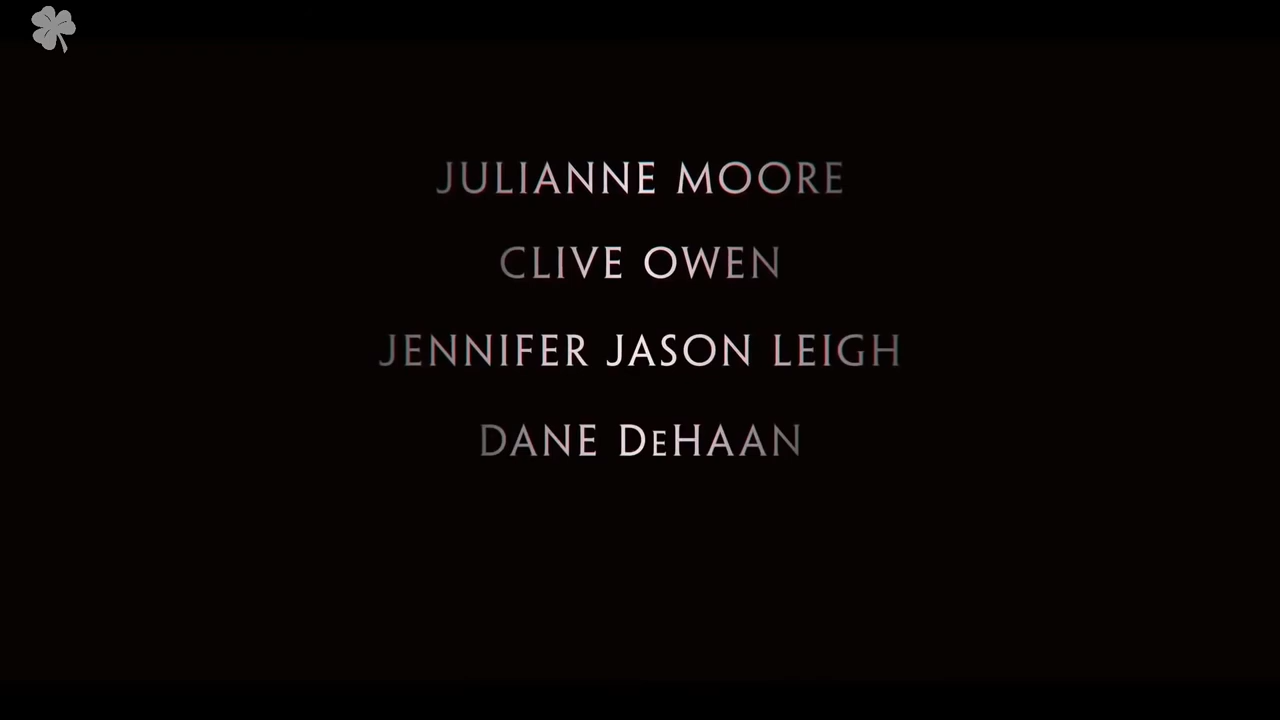 JULIANNE MOORE
CLIVE OWEN
JENNIFER JASON LEIGH
DANE DeHAAN